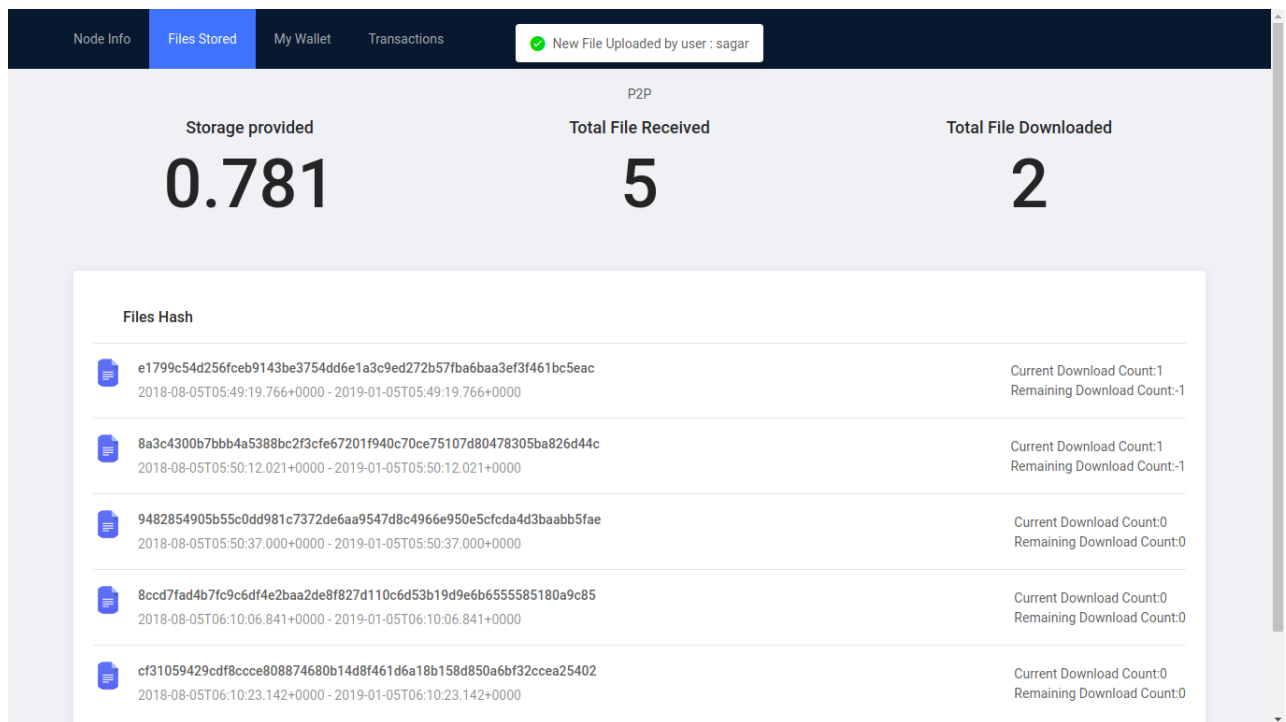 Node Info Files Stored My Wallet Transactions
New File Uploaded by user : sagar
P2P
Storage provided Total File Received Total File Downloaded
0.781 5 2
Files Hash
e1799c54d256fceb9143be3754dd6e1a3c9ed272b57fba6baa3ef3f461bc5eac
2018-08-05T05:49:19.766+0000 - 2019-01-05T05:49:19.766+0000
Current Download Count:1
Remaining Download Count:-1
8a3c4300b7bbb4a5388bc2f3cfe67201f940c70ce75107d80478305ba826d44c
2018-08-05T05:50:12.021+0000 - 2019-01-05T05:50:12.021+0000
Current Download Count:1
Remaining Download Count:-1
9482854905b55c0dd981c7372de6aa9547d8c4966e950e5cfcda4d3baabb5fae
2018-08-05T05:50:37.000+0000 - 2019-01-05T05:50:37.000+0000
Current Download Count:0
Remaining Download Count:0
8ccd7fad4b7fc9c6df4e2baa2de8f827d110c6d53b19d9e6b6555585180a9c85
2018-08-05T06:10:06.841+0000 - 2019-01-05T06:10:06.841+0000
Current Download Count:0
Remaining Download Count:0
cf31059429cdf8ccce808874680b14d8f461d6a18b158d850a6bf32ccea25402
2018-08-05T06:10:23.142+0000 - 2019-01-05T06:10:23.142+0000
Current Download Count:0
Remaining Download Count:0